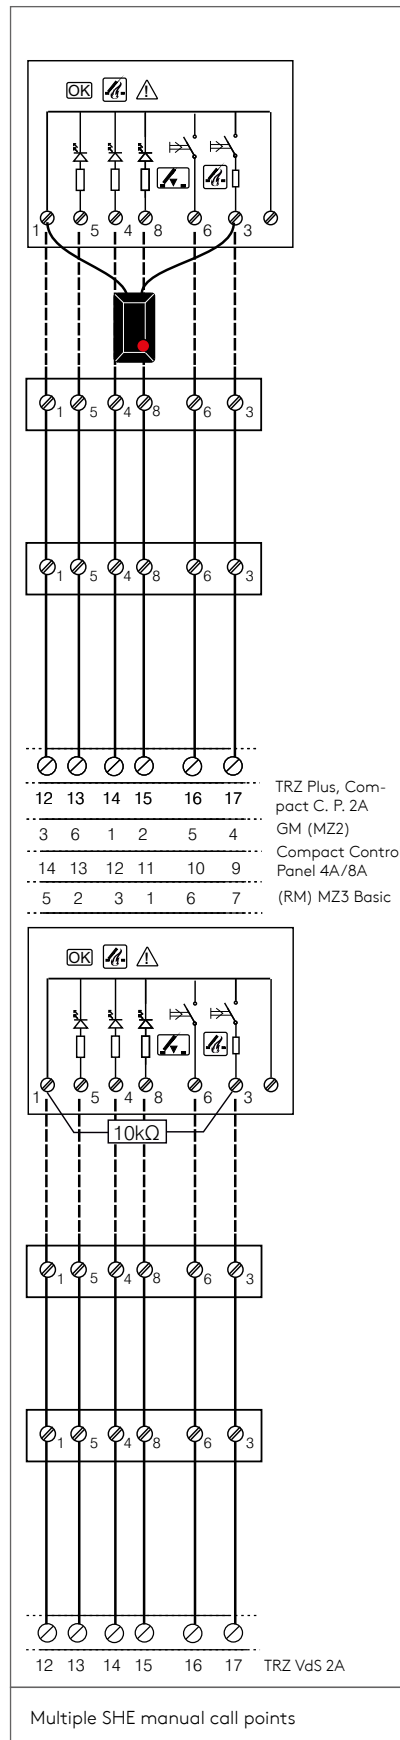 OK
1 5 4 8 6 3
1 5 4 8 6 3
1 5 4 8 6 3
12 13 14 15 16 17
TRZ Plus, Com-
pact C. P. 2A
3 6 1 2 5 4 GM (MZ2)
Compact Contro
14 13 12 11 10 9 Panel 4A/8A
5 2 3 1 6 7 (RM) MZ3 Basic
OK
1 5 4 8 6 3
10kΩ
1 5 4 8 6 3
1 5 4 8 6 3
12 13 14 15 16 17 TRZ VdS 2A
Multiple SHE manual call points